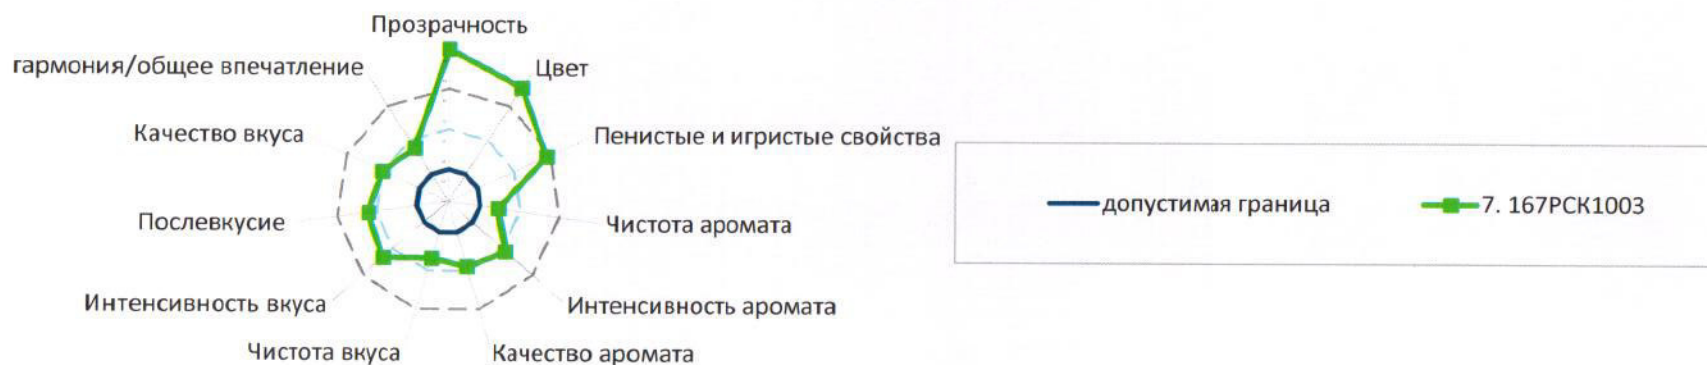 Прозрачность
гармония/общее впечатление
Цвет
Качество вкуса
Пенистые и игристые свойства
Послевкусие
Чистота аромата
Интенсивность вкуса
Интенсивность аромата
Чистота вкуса
Качество аромата
допустимая граница
7. 167РСК1003